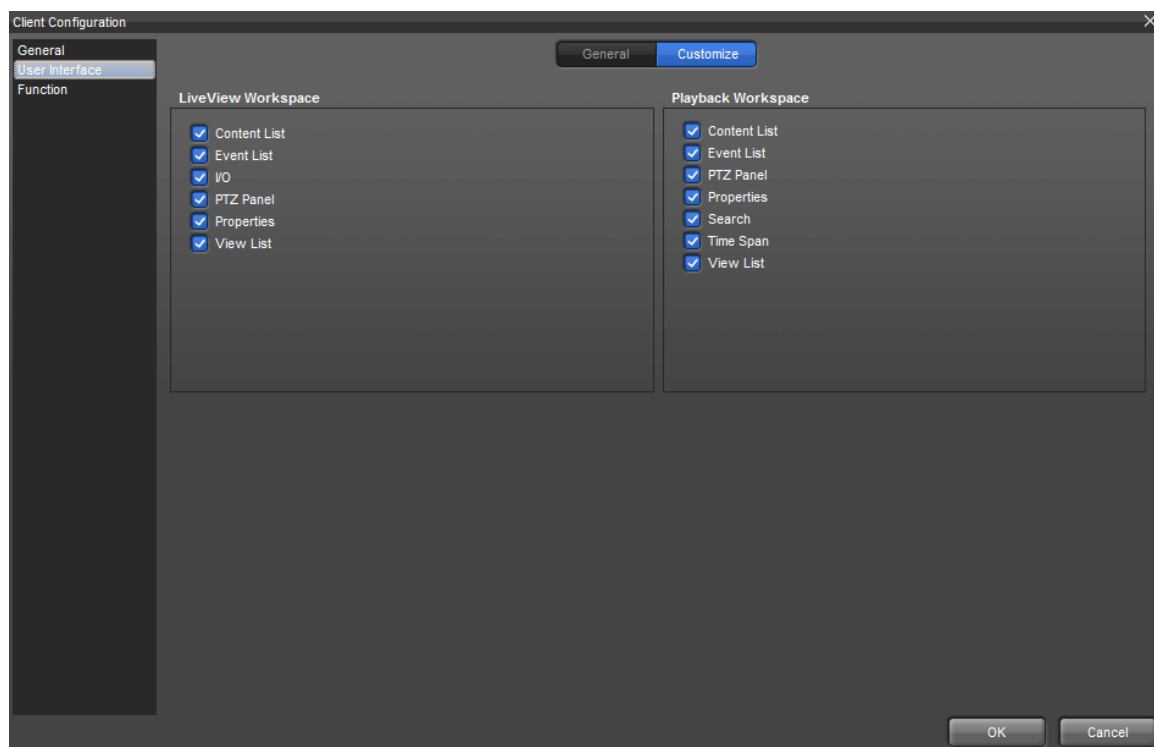 Client Configuration
General
User Interface
Function
General
Customize
LiveView Workspace
Content List
Event List
I/O
PTZ Panel
Properties
View List
Playback Workspace
Content List
Event List
PTZ Panel
Properties
Search
Time Span
View List
OK
Cancel